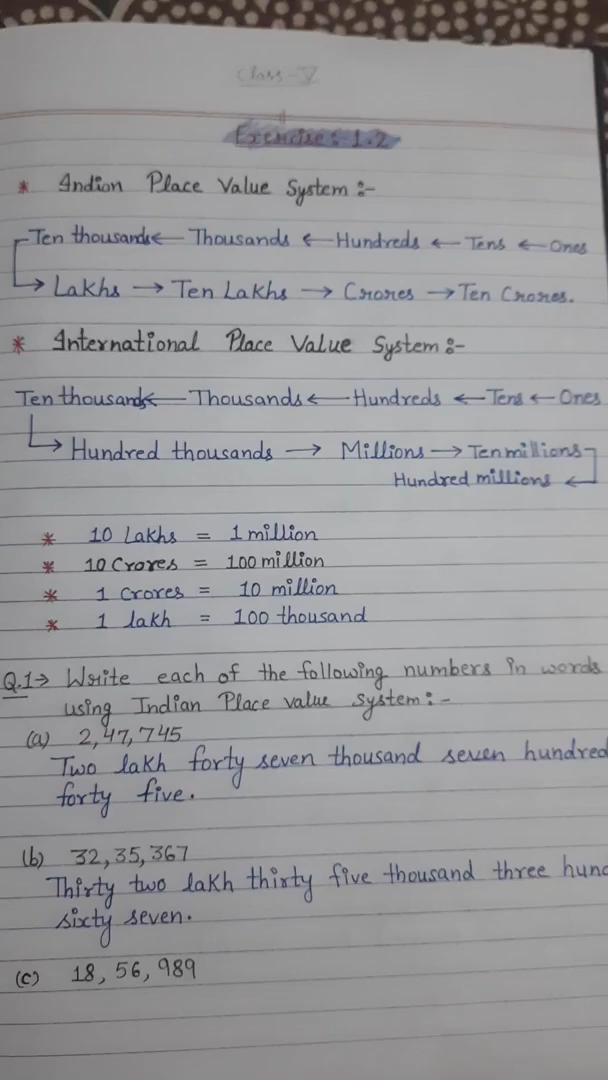 Class-V
Exercise:-1.2
* Indian Place Value System:-
Ten thousands ← Thousands ← Hundreds ← Tens ← Ones
→ Lakhs → Ten Lakhs → Crores → Ten Crores.
* International Place Value System:-
Ten thousands ← Thousands ← Hundreds ← Tens ← Ones
→ Hundred thousands → Millions → Ten millions
Hundred millions ←
* 10 Lakhs = 1 million
* 10 Crores = 100 million
* 1 Crores = 10 million
* 1 lakh = 100 thousand
Q.1→ Write each of the following numbers in words
using Indian Place value system:-
(a) 2,47,745
Two lakh forty seven thousand seven hundred
forty five.
(b) 32,35,367
Thirty two lakh thirty five thousand three hund
sixty seven.
(c) 18, 56, 989